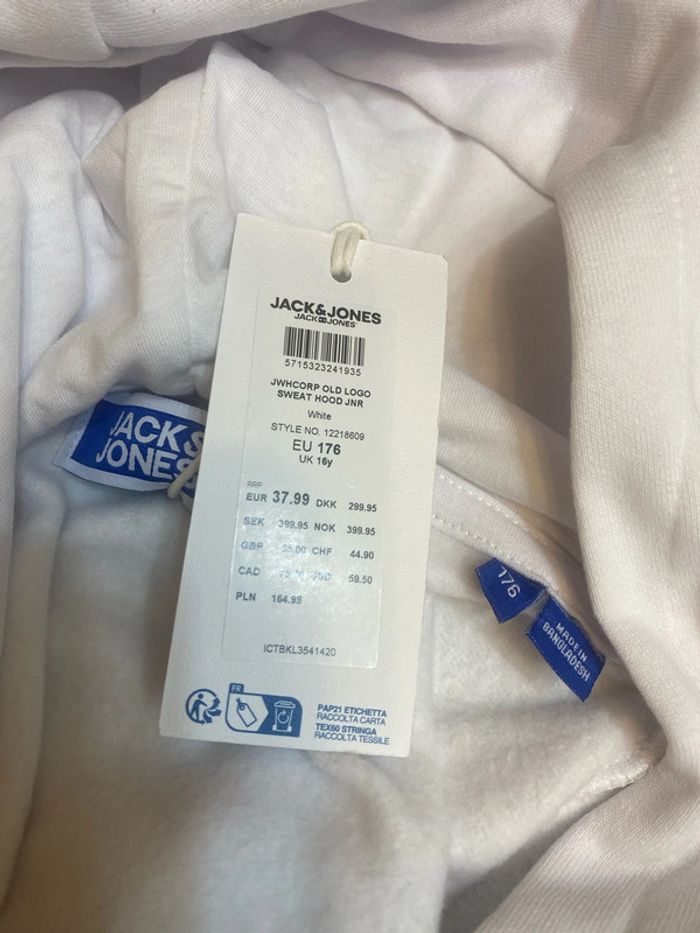 JACK&JONES
JACK&JONES
5715323241935
JWHCORP OLD LOGO
SWEAT HOOD JNR
White
STYLE NO. 12218609
EU 176
UK 16y
RRP
EUR 37.99 DKK 299.95
SEK 399.95 NOK 399.95
GBP CHF 44.90
CAD 59.50
PLN 164.99
ICTBKL3541420
FR
PAP21 ETICHETTA
RACCOLTA CARTA
TEX60 STRINGA
RACCOLTA TESSILE
JACK&
JONES
176
MADE IN
BANGLADESH